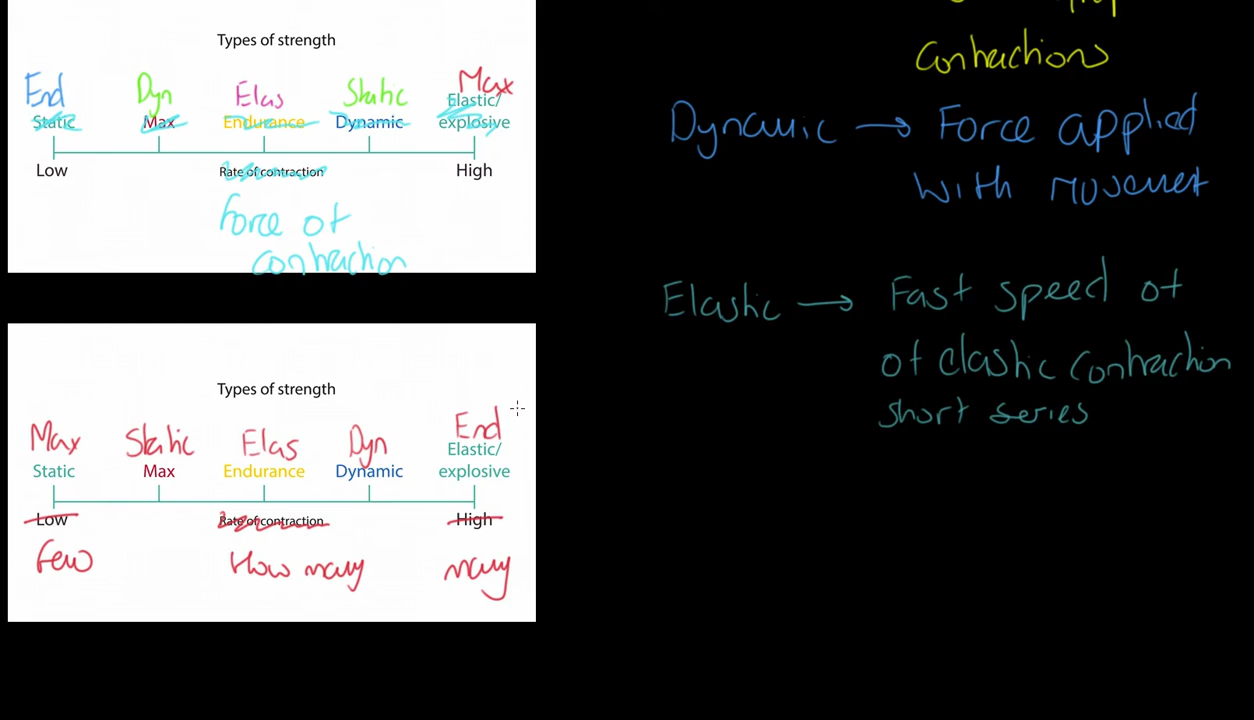 Types of strength
End Dyn Elas Static Max
Elastic/
Static Max Endurance Dynamic explosive
Low Rate of contraction High
Force of
contraction
Types of strength
Max Static Elas Dyn End
Elastic/
Static Max Endurance Dynamic explosive
Low Rate of contraction High
Few How many many
Contractions
Dynamic → Force applied
with movement
Elastic → Fast speed of
of elastic contraction
short series